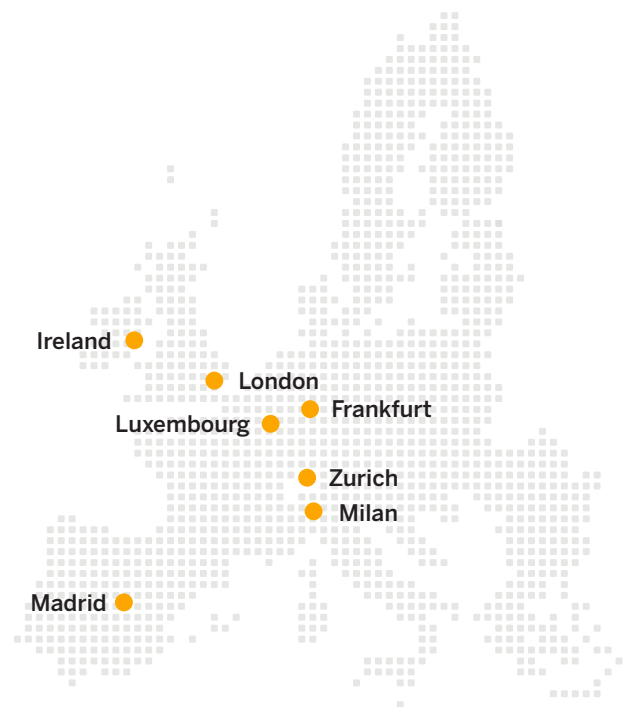 Ireland
London
Frankfurt
Luxembourg
Zurich
Milan
Madrid